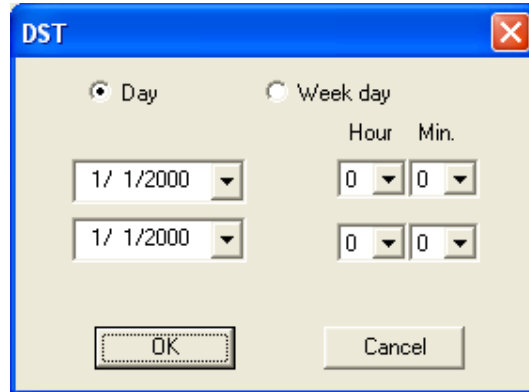 DST
Day Week day
Hour Min.
1/ 1/2000 0 0
1/ 1/2000 0 0
OK Cancel